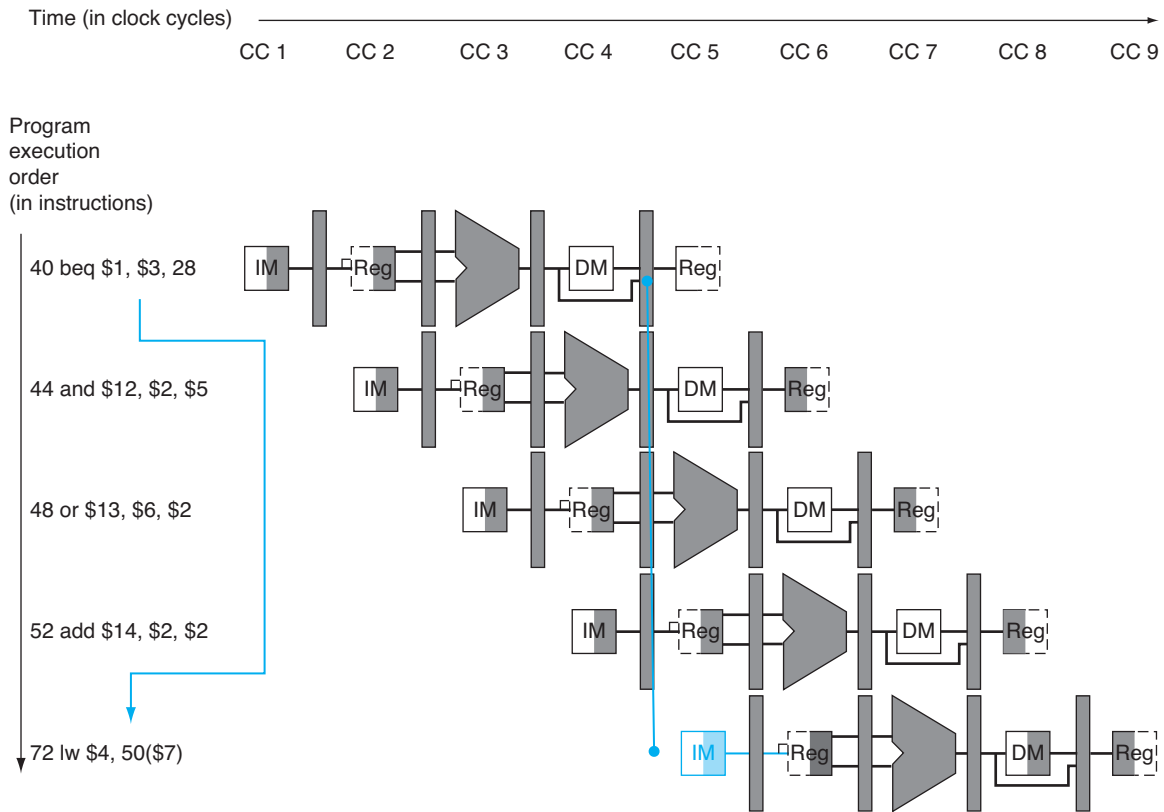 Time (in clock cycles)
CC 1 CC 2 CC 3 CC 4 CC 5 CC 6 CC 7 CC 8 CC 9
Program
execution
order
(in instructions)
40 beq $1, $3, 28
IM Reg DM Reg
44 and $12, $2, $5
IM Reg DM Reg
48 or $13, $6, $2
IM Reg DM Reg
52 add $14, $2, $2
IM Reg DM Reg
72 lw $4, 50($7)
IM Reg DM Reg